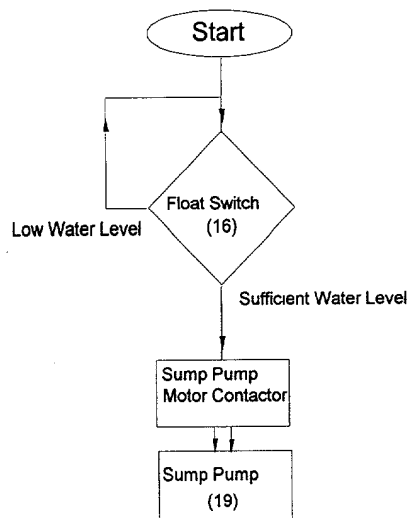 Start
Float Switch
(16)
Low Water Level
Sufficient Water Level
Sump Pump
Motor Contactor
Sump Pump
(19)